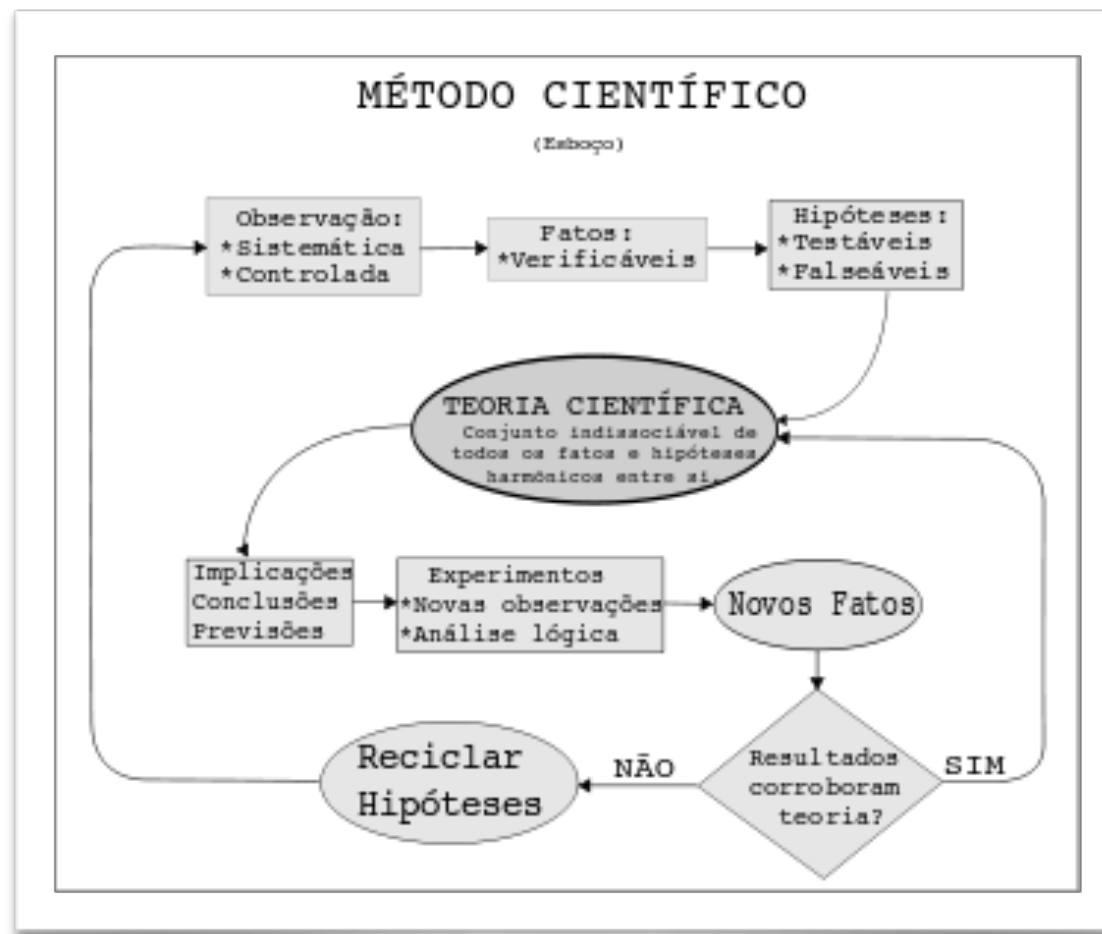 MÉTODO CIENTÍFICO
(Esboço)
Observação:
*Sistemática
*Controlada
Fatos:
*Verificáveis
Hipóteses:
*Testáveis
*Falseáveis
TEORIA CIENTÍFICA
Conjunto indissociável de
todos os fatos e hipóteses
harmônicos entre si.
Implicações
Conclusões
Previsões
Experimentos
*Novas observações
*Análise lógica
Novos Fatos
Resultados
corroboram
teoria?
SIM
NÃO
Reciclar
Hipóteses